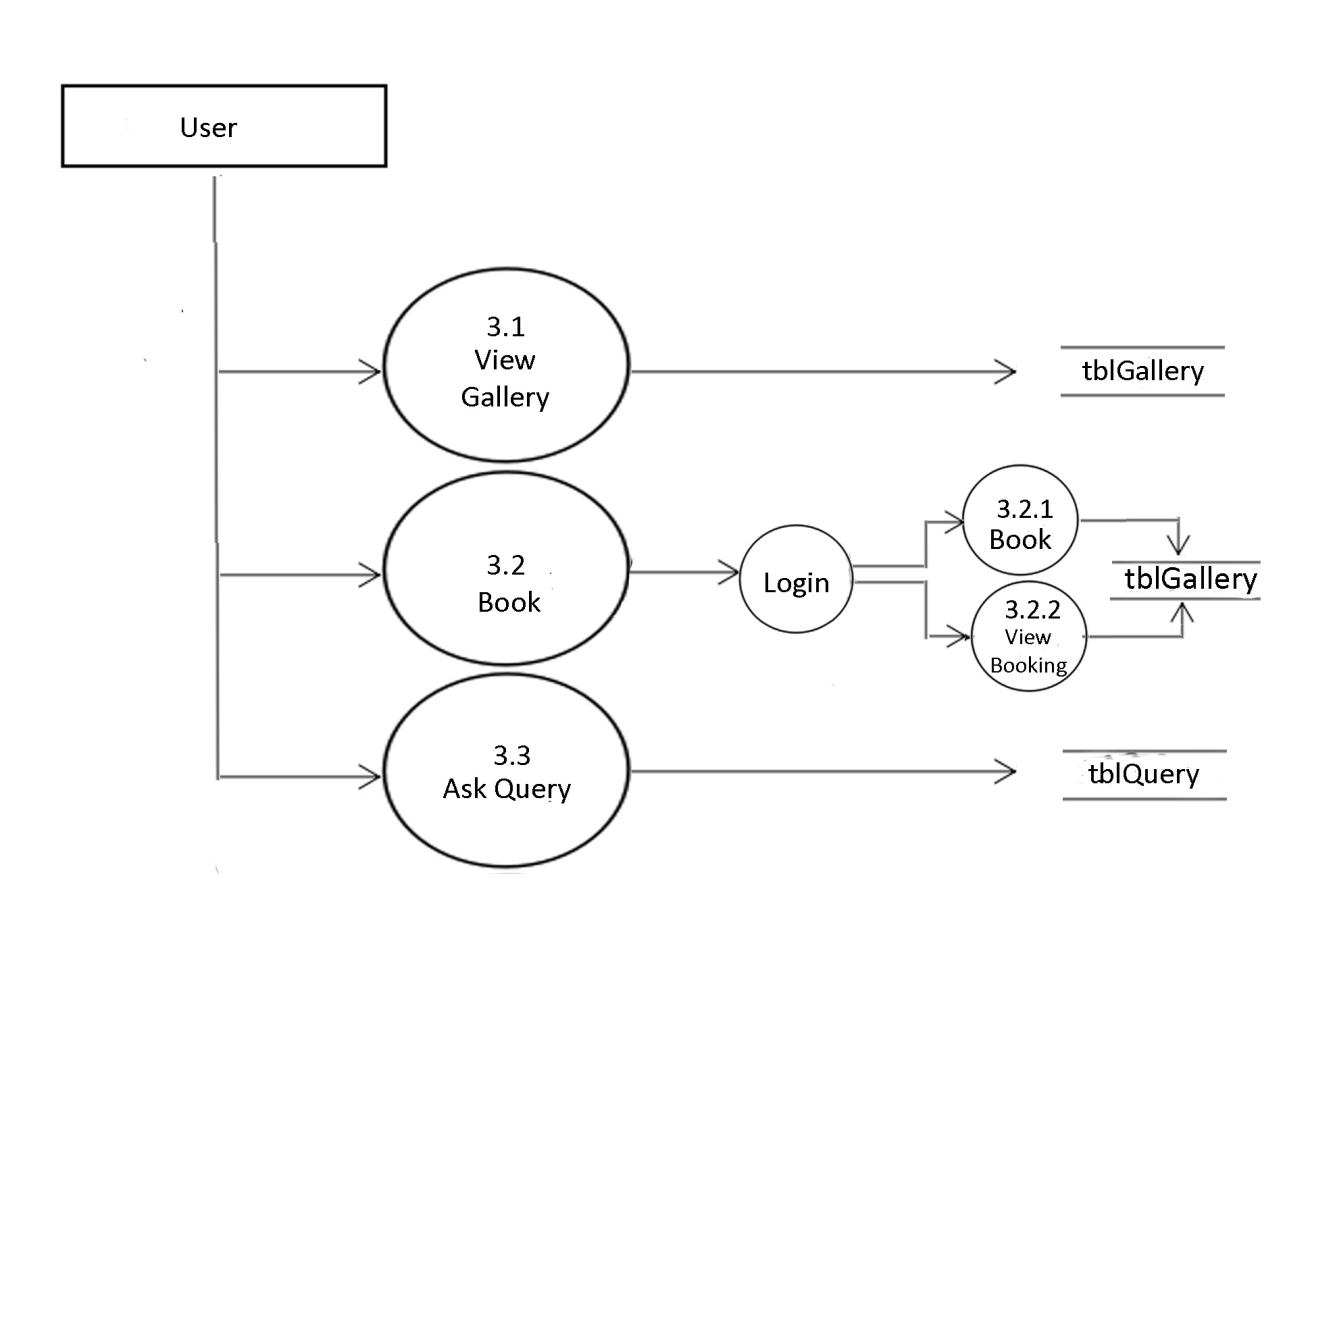 User
3.1
View
Gallery
tblGallery
3.2
Book
Login
3.2.1
Book
3.2.2
View
Booking
tblGallery
3.3
Ask Query
tblQuery